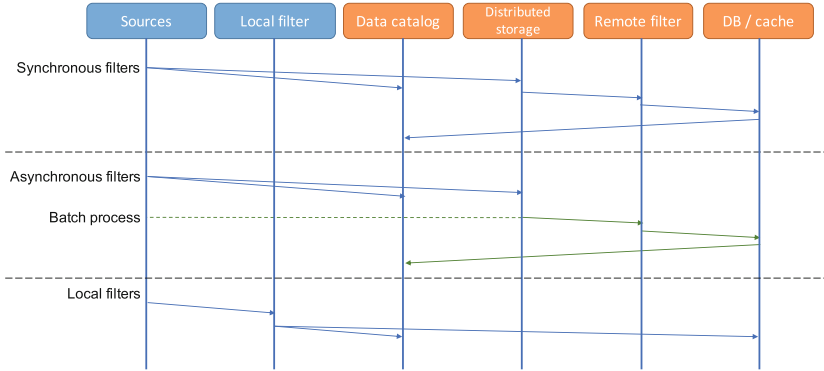 Sources
Local filter
Data catalog
Distributed
storage
Remote filter
DB / cache
Synchronous filters
Asynchronous filters
Batch process
Local filters